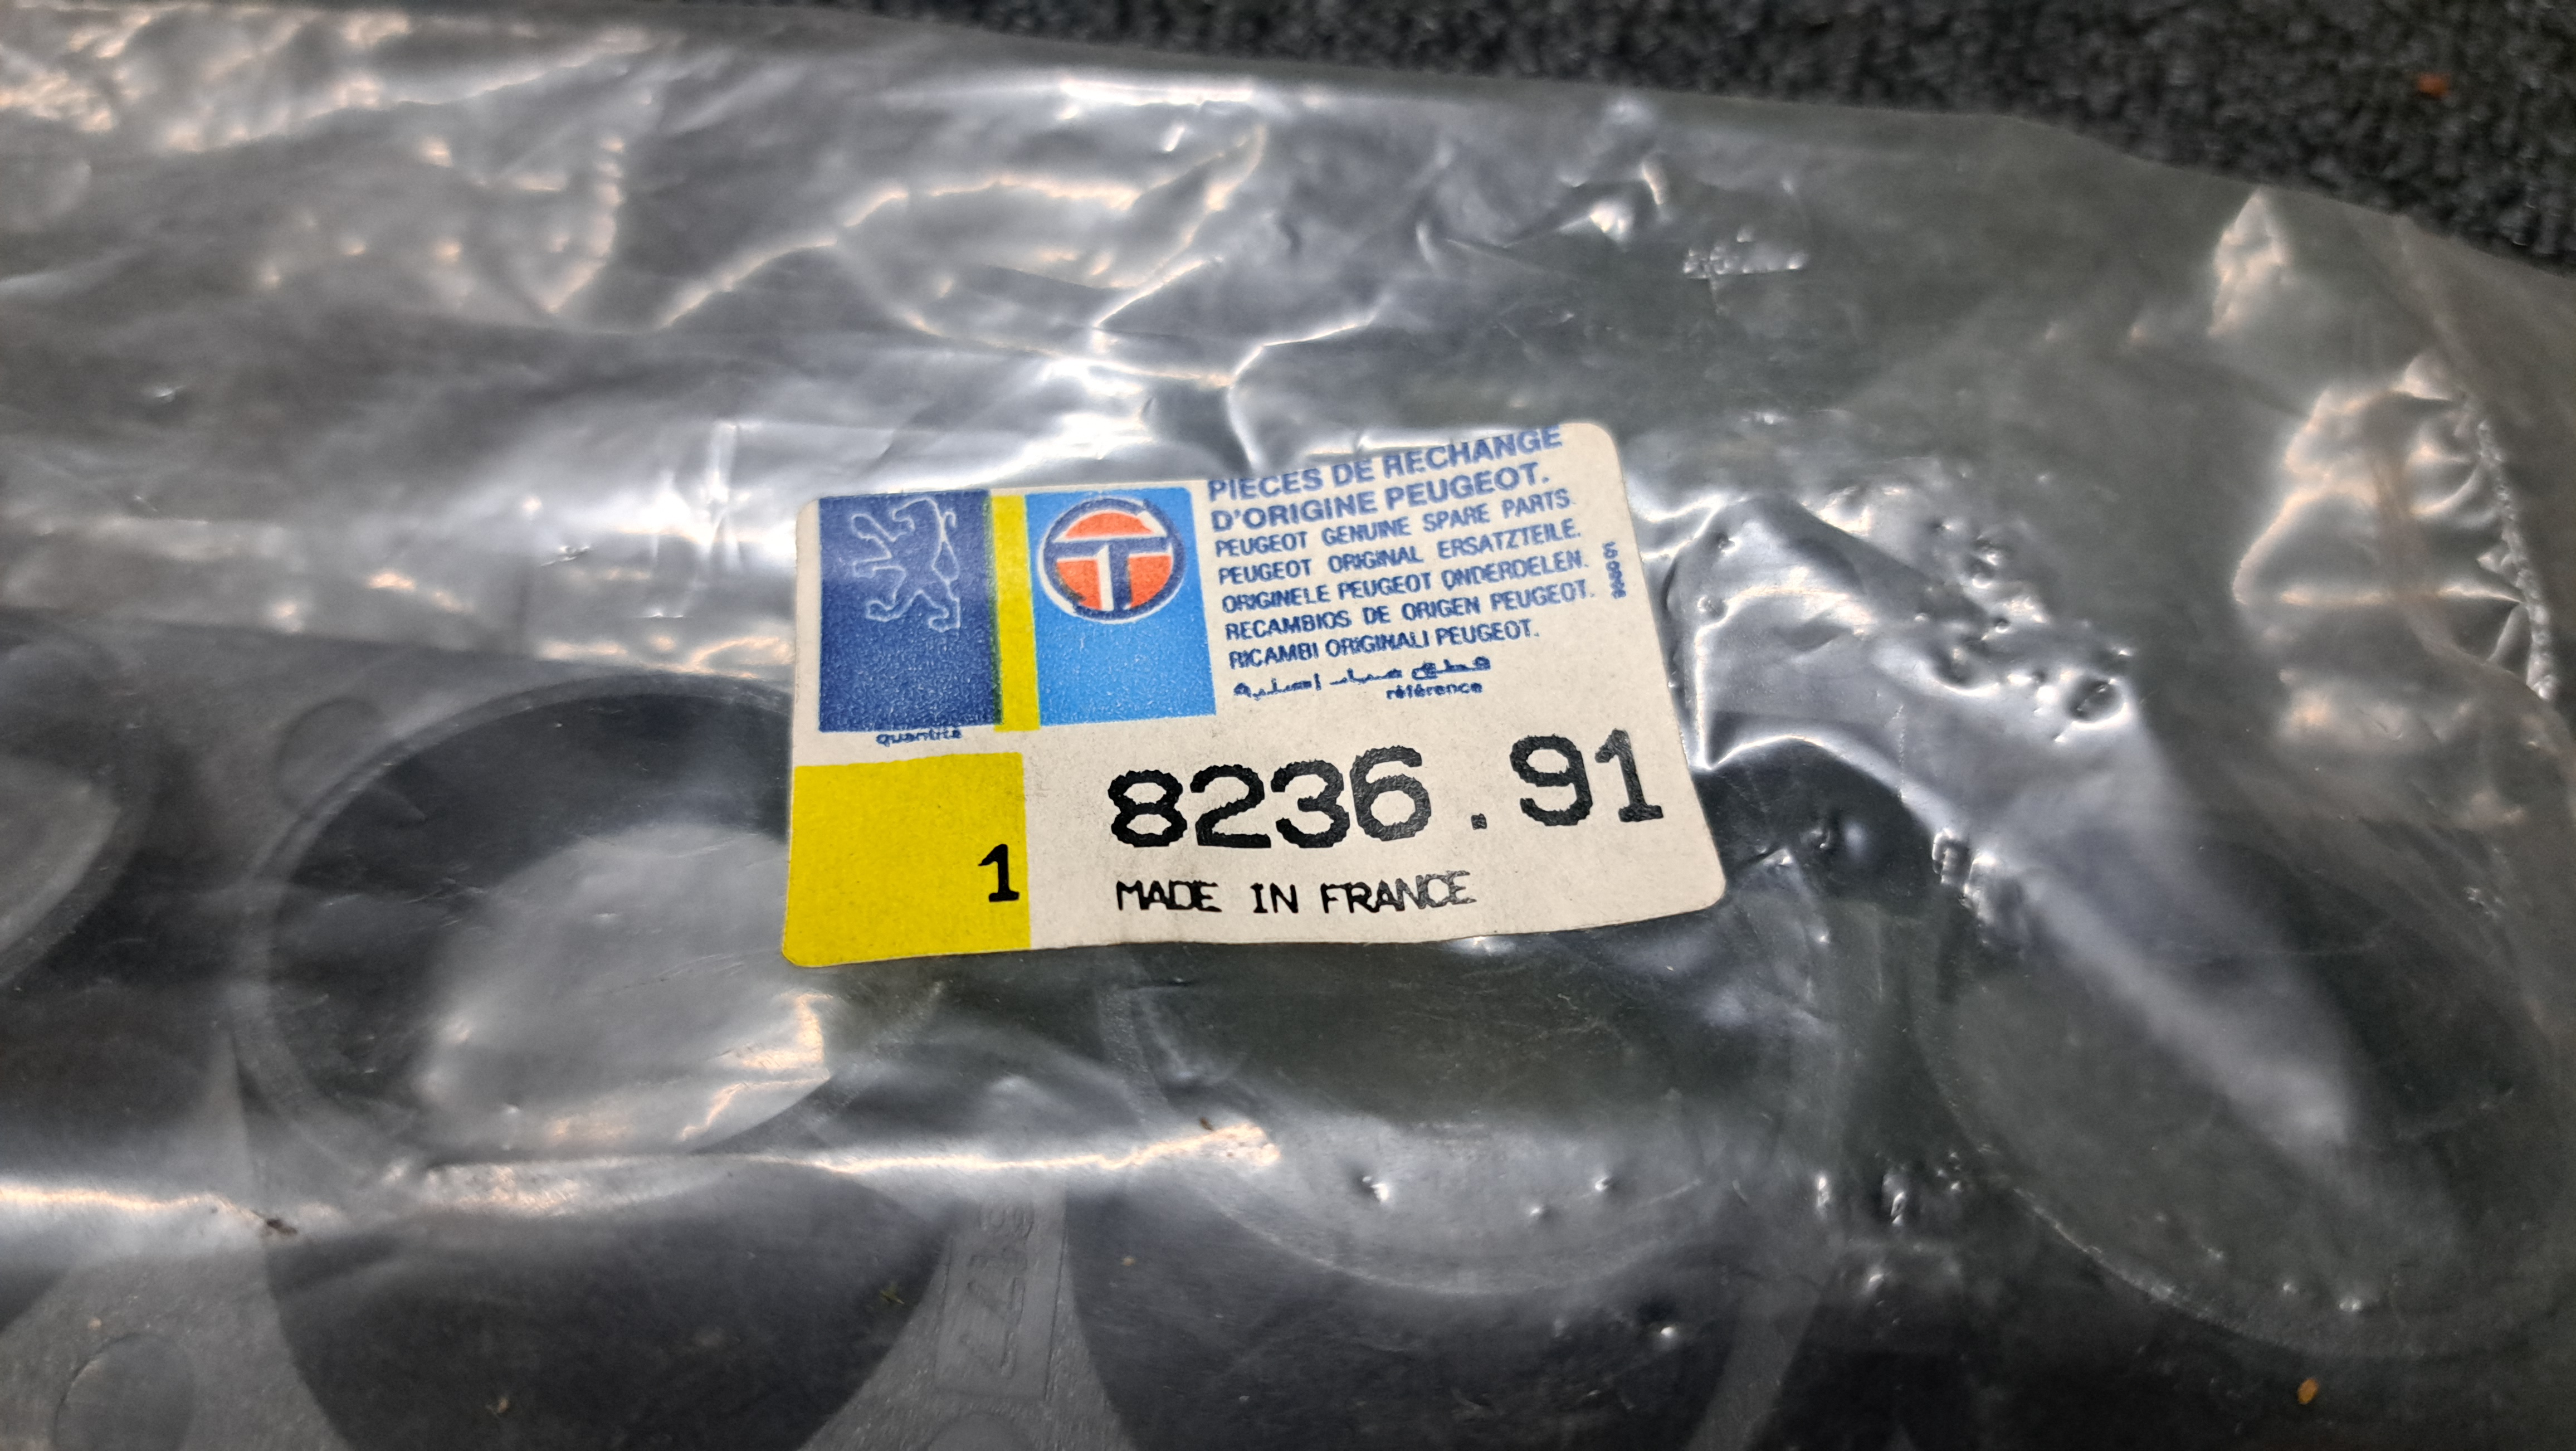 PIECES DE RECHANGE
D'ORIGINE PEUGEOT.
PEUGEOT GENUINE SPARE PARTS.
PEUGEOT ORIGINAL ERSATZTEILE.
ORIGINELE PEUGEOT ONDERDELEN.
RECAMBIOS DE ORIGEN PEUGEOT.
RICAMBI ORIGINALI PEUGEOT.
référence
quantité
8236.91
1
MADE IN FRANCE